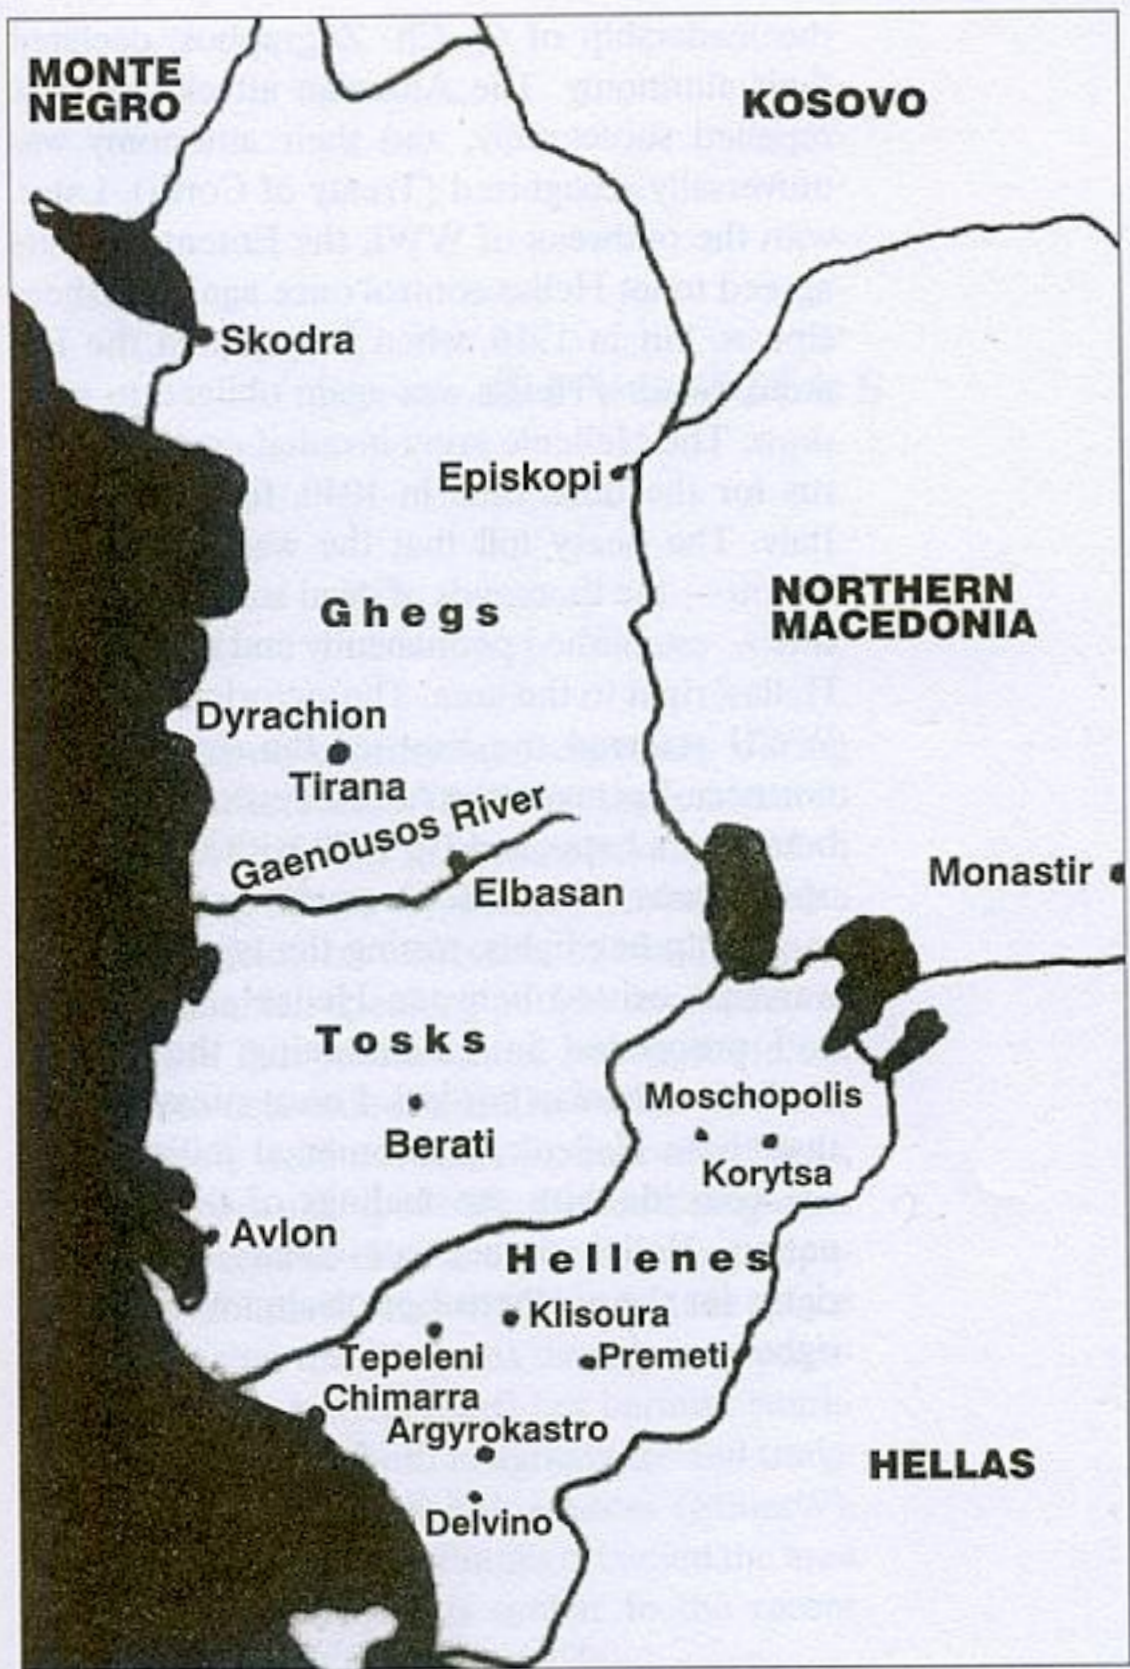 MONTE
NEGRO
KOSOVO
Skodra
Episkopi
Ghegs
NORTHERN
MACEDONIA
Dyrachion
Tirana
Gaenousos River
Elbasan
Monastir
Tosks
Berati
Moschopolis
Korytsa
Avlon
Hellenes
Klisoura
Tepeleni
Premeti
Chimarra
Argyrokastro
HELLAS
Delvino